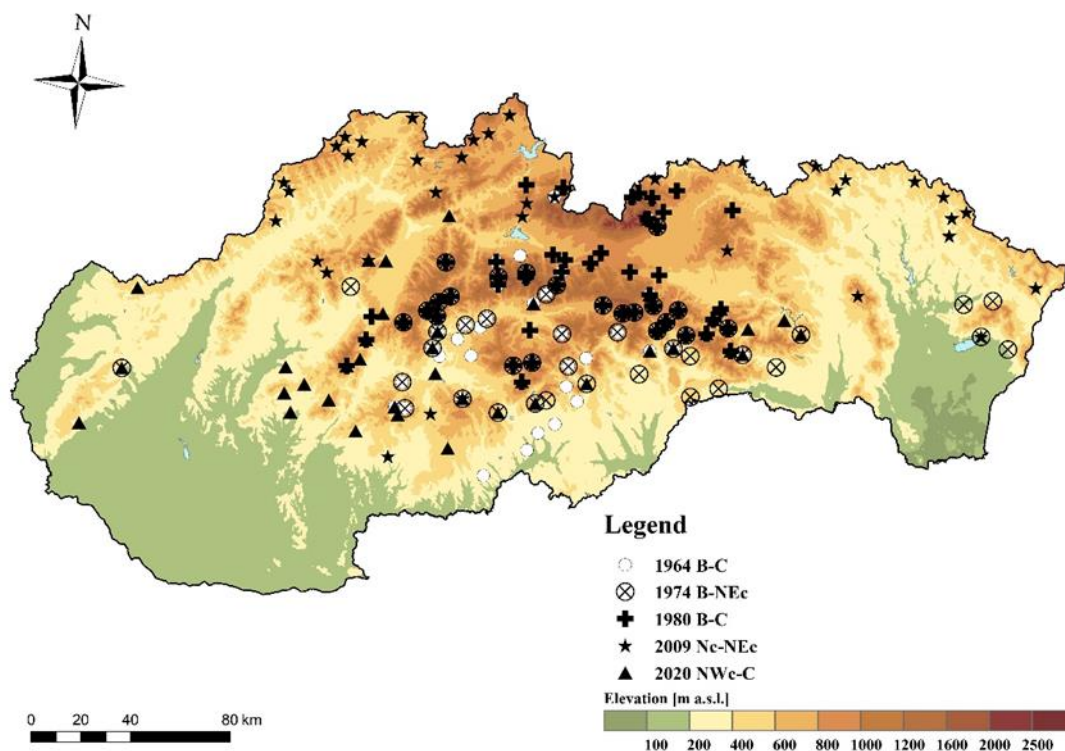 N
Legend
1964 B-C
1974 B-NEc
1980 B-C
2009 Nc-NEc
2020 NWc-C
Elevation [m a.s.l.]
0 20 40 80 km
100 200 400 600 800 1000 1200 1600 2000 2500